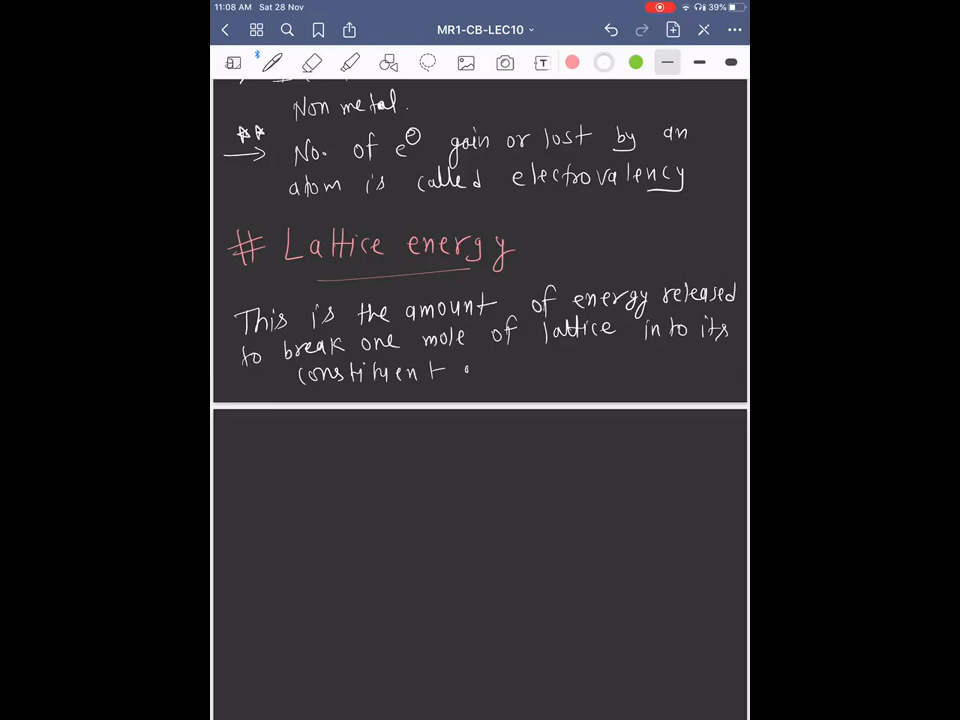 11:08 AM Sat 28 Nov
39%
MR1-CB-LEC10
T
Non metal.
No. of e⊖ gain or lost by an
atom is called electrovalency
# Lattice energy
This is the amount of energy released
to break one mole of lattice in to its
constituent